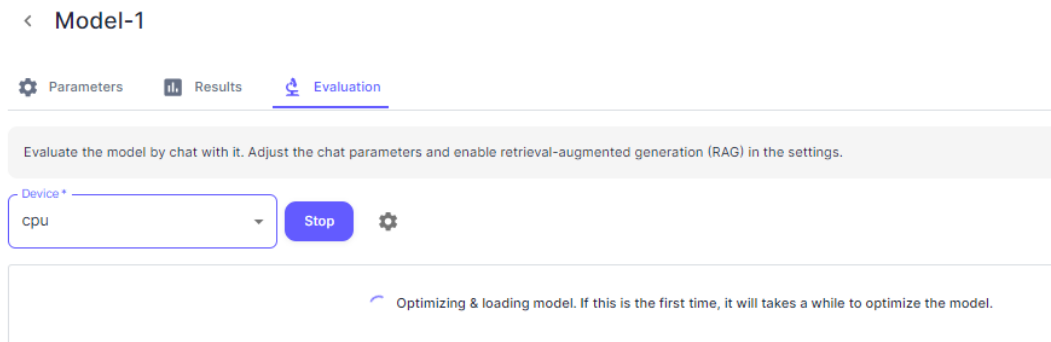 Model-1
Parameters Results Evaluation
Evaluate the model by chat with it. Adjust the chat parameters and enable retrieval-augmented generation (RAG) in the settings.
Device *
cpu Stop
Optimizing & loading model. If this is the first time, it will takes a while to optimize the model.